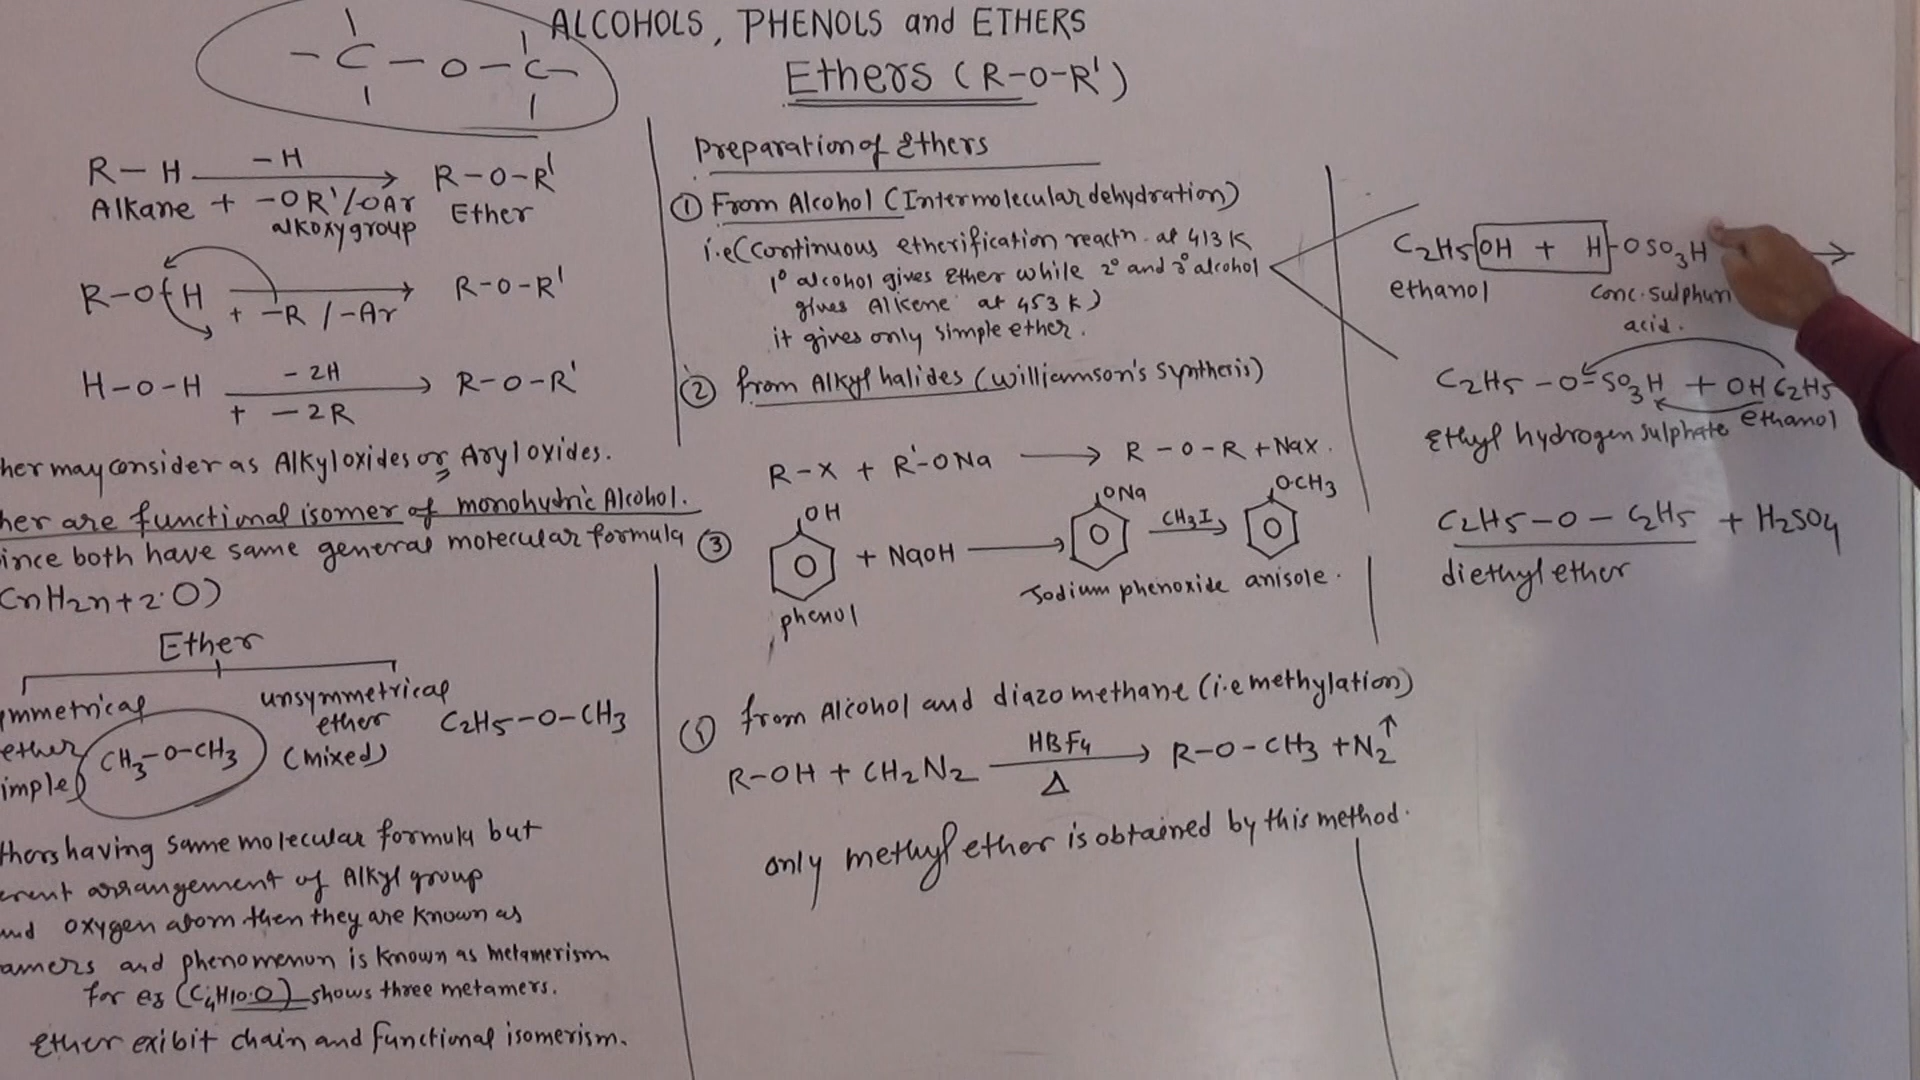 ALCOHOLS, PHENOLS and ETHERS
Ethers (R-O-R')
- C - O - C -
R - H - H → R-O-R'
Alkane + -OR'/-OAr Ether
alkoxy group
R-O H + -R / -Ar → R-O-R'
H-O-H - 2H → R-O-R'
+ - 2R
her may consider as Alkyloxides or Aryloxides.
her are functional isomer of monohydric Alcohol.
ince both have same general molecular formula
CnH2n+2·O)
Ether
mmetrical
ether
imple)
CH3-O-CH3
unsymmetrical
ether
(mixed)
C2H5-O-CH3
thers having same molecular formula but
erent arrangement of Alkyl group
nd oxygen atom then they are known as
amers and phenomenon is known as metamerism
for eg (C4H10·O) shows three metamers.
Ether exibit chain and functional isomerism.
Preparation of Ethers
① From Alcohol (Intermolecular dehydration)
i.e (continuous etherification reactn. at 413 K
1° alcohol gives Ether while 2° and 3° alcohol
gives Alkene at 453 K)
it gives only simple ether.
② from Alkyl halides (williamson's synthesis)
R-X + R'-ONa → R-O-R + NaX.
③ OH + NaOH → ONa CH3I → OCH3
phenol Sodium phenoxide anisole.
from Alcohol and diazomethane (i.e methylation)
R-OH + CH2N2 HBF4 Δ → R-O-CH3 + N2↑
only methyl ether is obtained by this method.
C2H5 OH + H-OSO3H →
ethanol conc. sulphuri
acid.
C2H5-O-SO3H + OH C2H5
Ethyl hydrogen sulphate ethanol
C2H5-O-C2H5 + H2SO4
diethyl ether